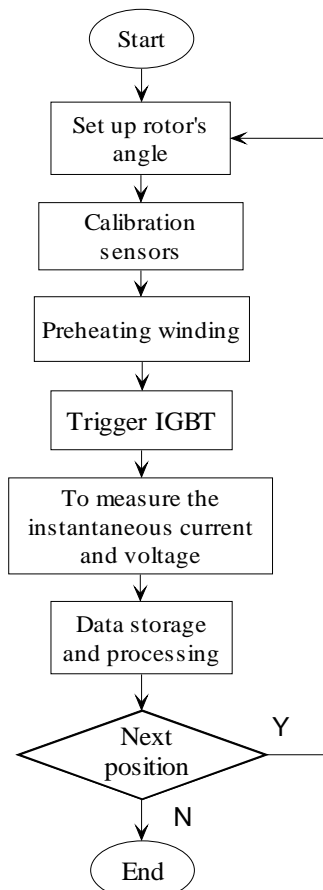 Start
Set up rotor's
angle
Calibration
sensors
Preheating winding
Trigger IGBT
To measure the
instantaneous current
and voltage
Data storage
and processing
Next
position
Y
N
End